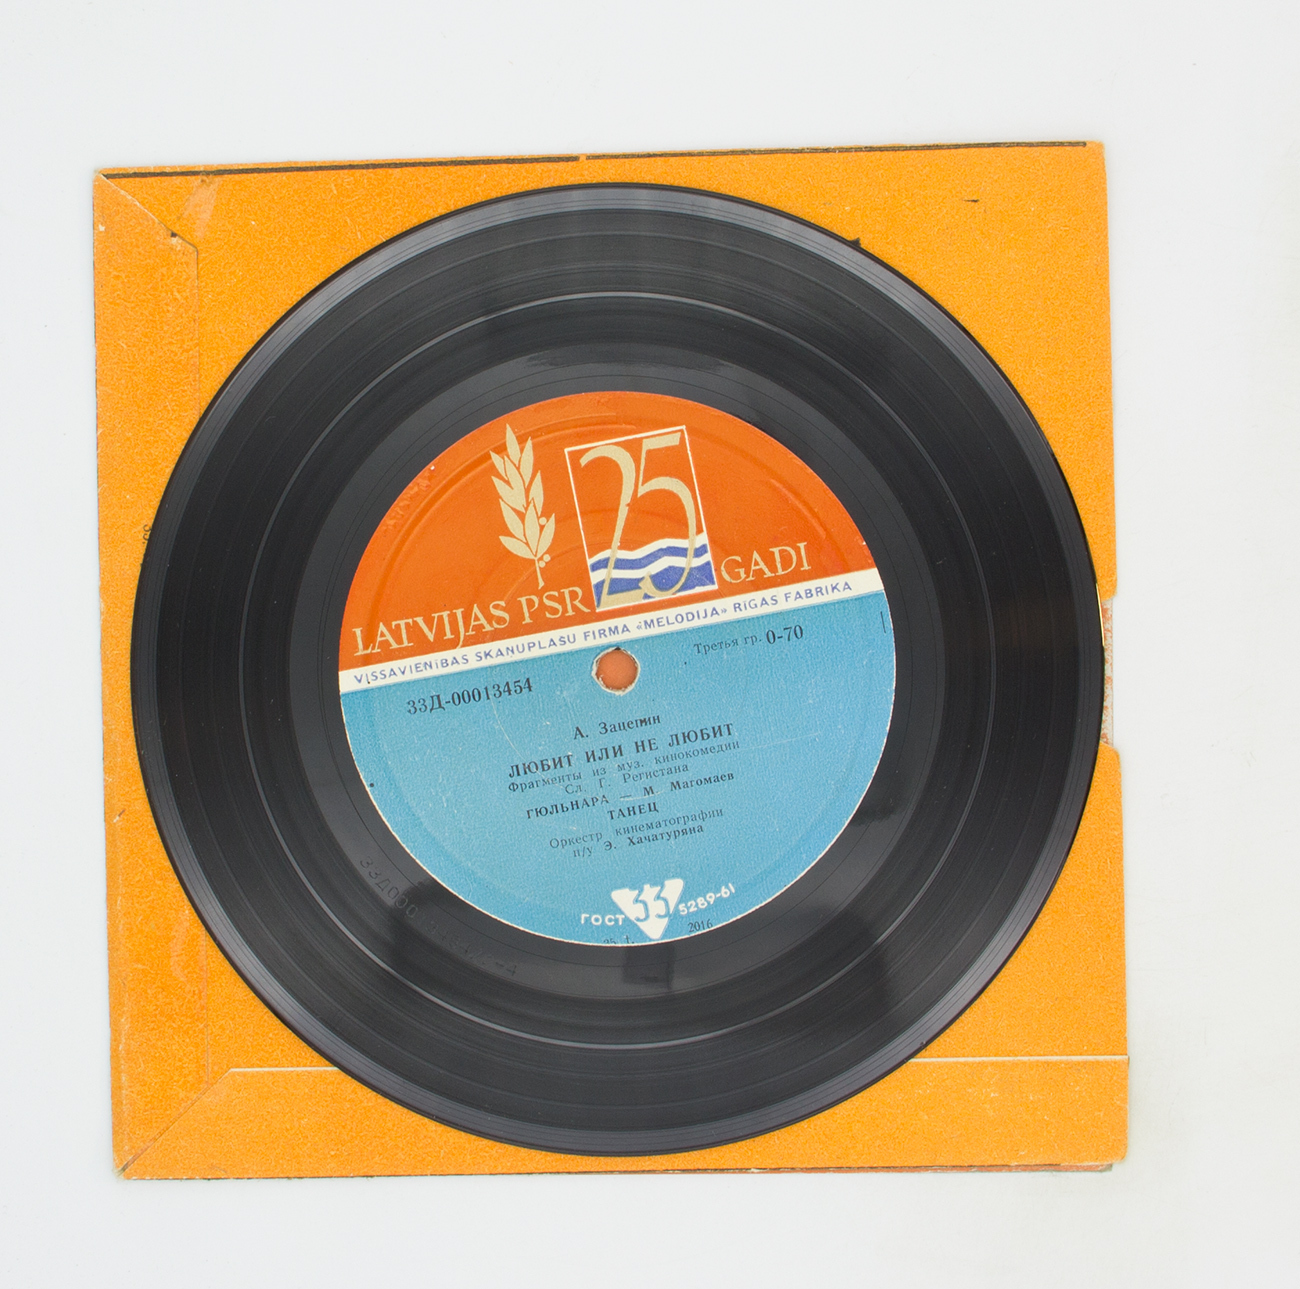 25
LATVIJAS PSR GADI
VISSAVIENĪBAS SKAŅUPLAŠU FIRMA «MELODIJA» RĪGAS FABRIKA
Третья гр. 0-70
33Д-00013454
А. Зацепин
ЛЮБИТ ИЛИ НЕ ЛЮБИТ
Фрагменты из муз. кинокомедии
Сл. Г. Регистана
ГЮЛЬНАРА — М. Магомаев
ТАНЕЦ
Оркестр кинематографии
п/у Э. Хачатуряна
ГОСТ 33 5289-61
2016
33Д000